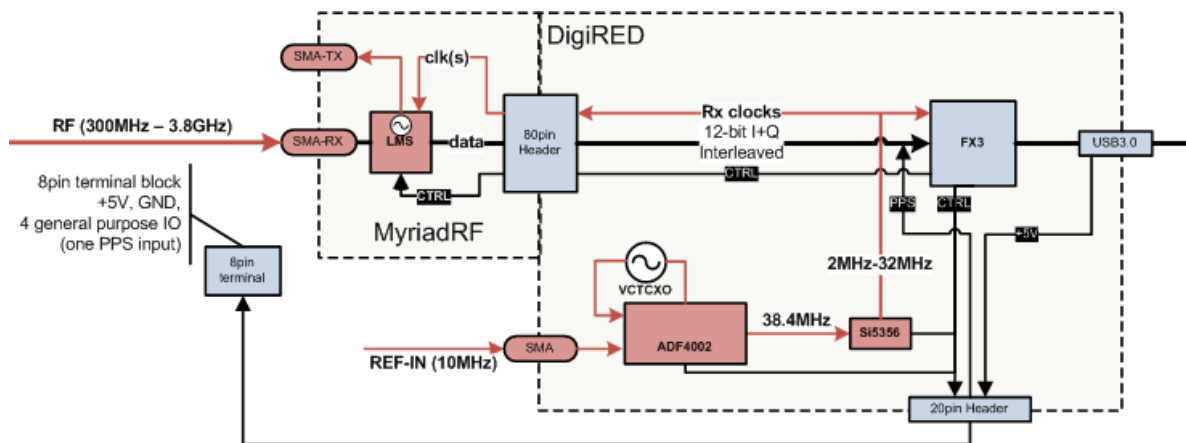 DigiRED
SMA-TX
clk(s)
RF (300MHz – 3.8GHz)
SMA-RX
LMS
data
80pin
Header
Rx clocks
12-bit I+Q
Interleaved
FX3
USB3.0
CTRL
CTRL
PPS
CTRL
+5V
8pin terminal block
+5V, GND,
4 general purpose IO
(one PPS input)
MyriadRF
8pin
terminal
VCTCXO
2MHz-32MHz
38.4MHz
Si5356
ADF4002
REF-IN (10MHz)
SMA
20pin Header